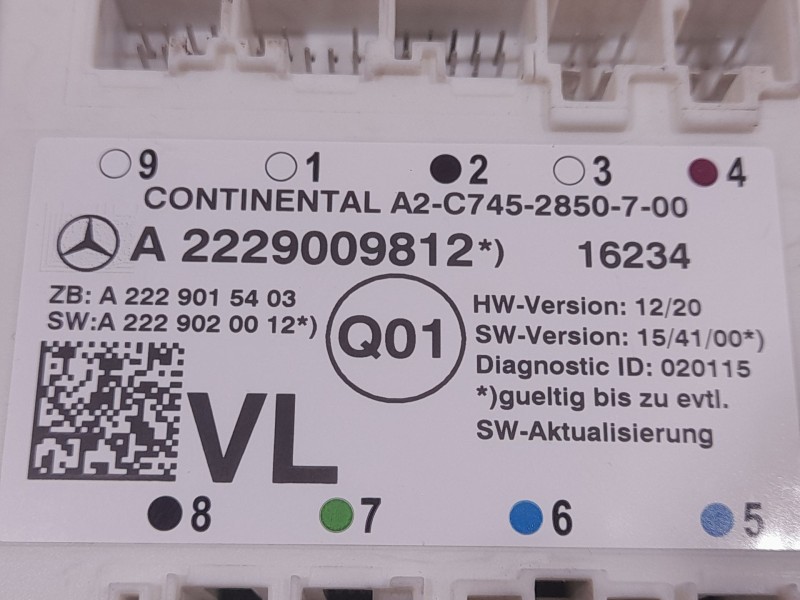 9 1 2 3 4
CONTINENTAL A2-C745-2850-7-00
A 2229009812*) 16234
ZB: A 222 901 54 03
SW:A 222 902 00 12*)
Q01
HW-Version: 12/20
SW-Version: 15/41/00*)
Diagnostic ID: 020115
*)gueltig bis zu evtl.
SW-Aktualisierung
VL
8 7 6 5